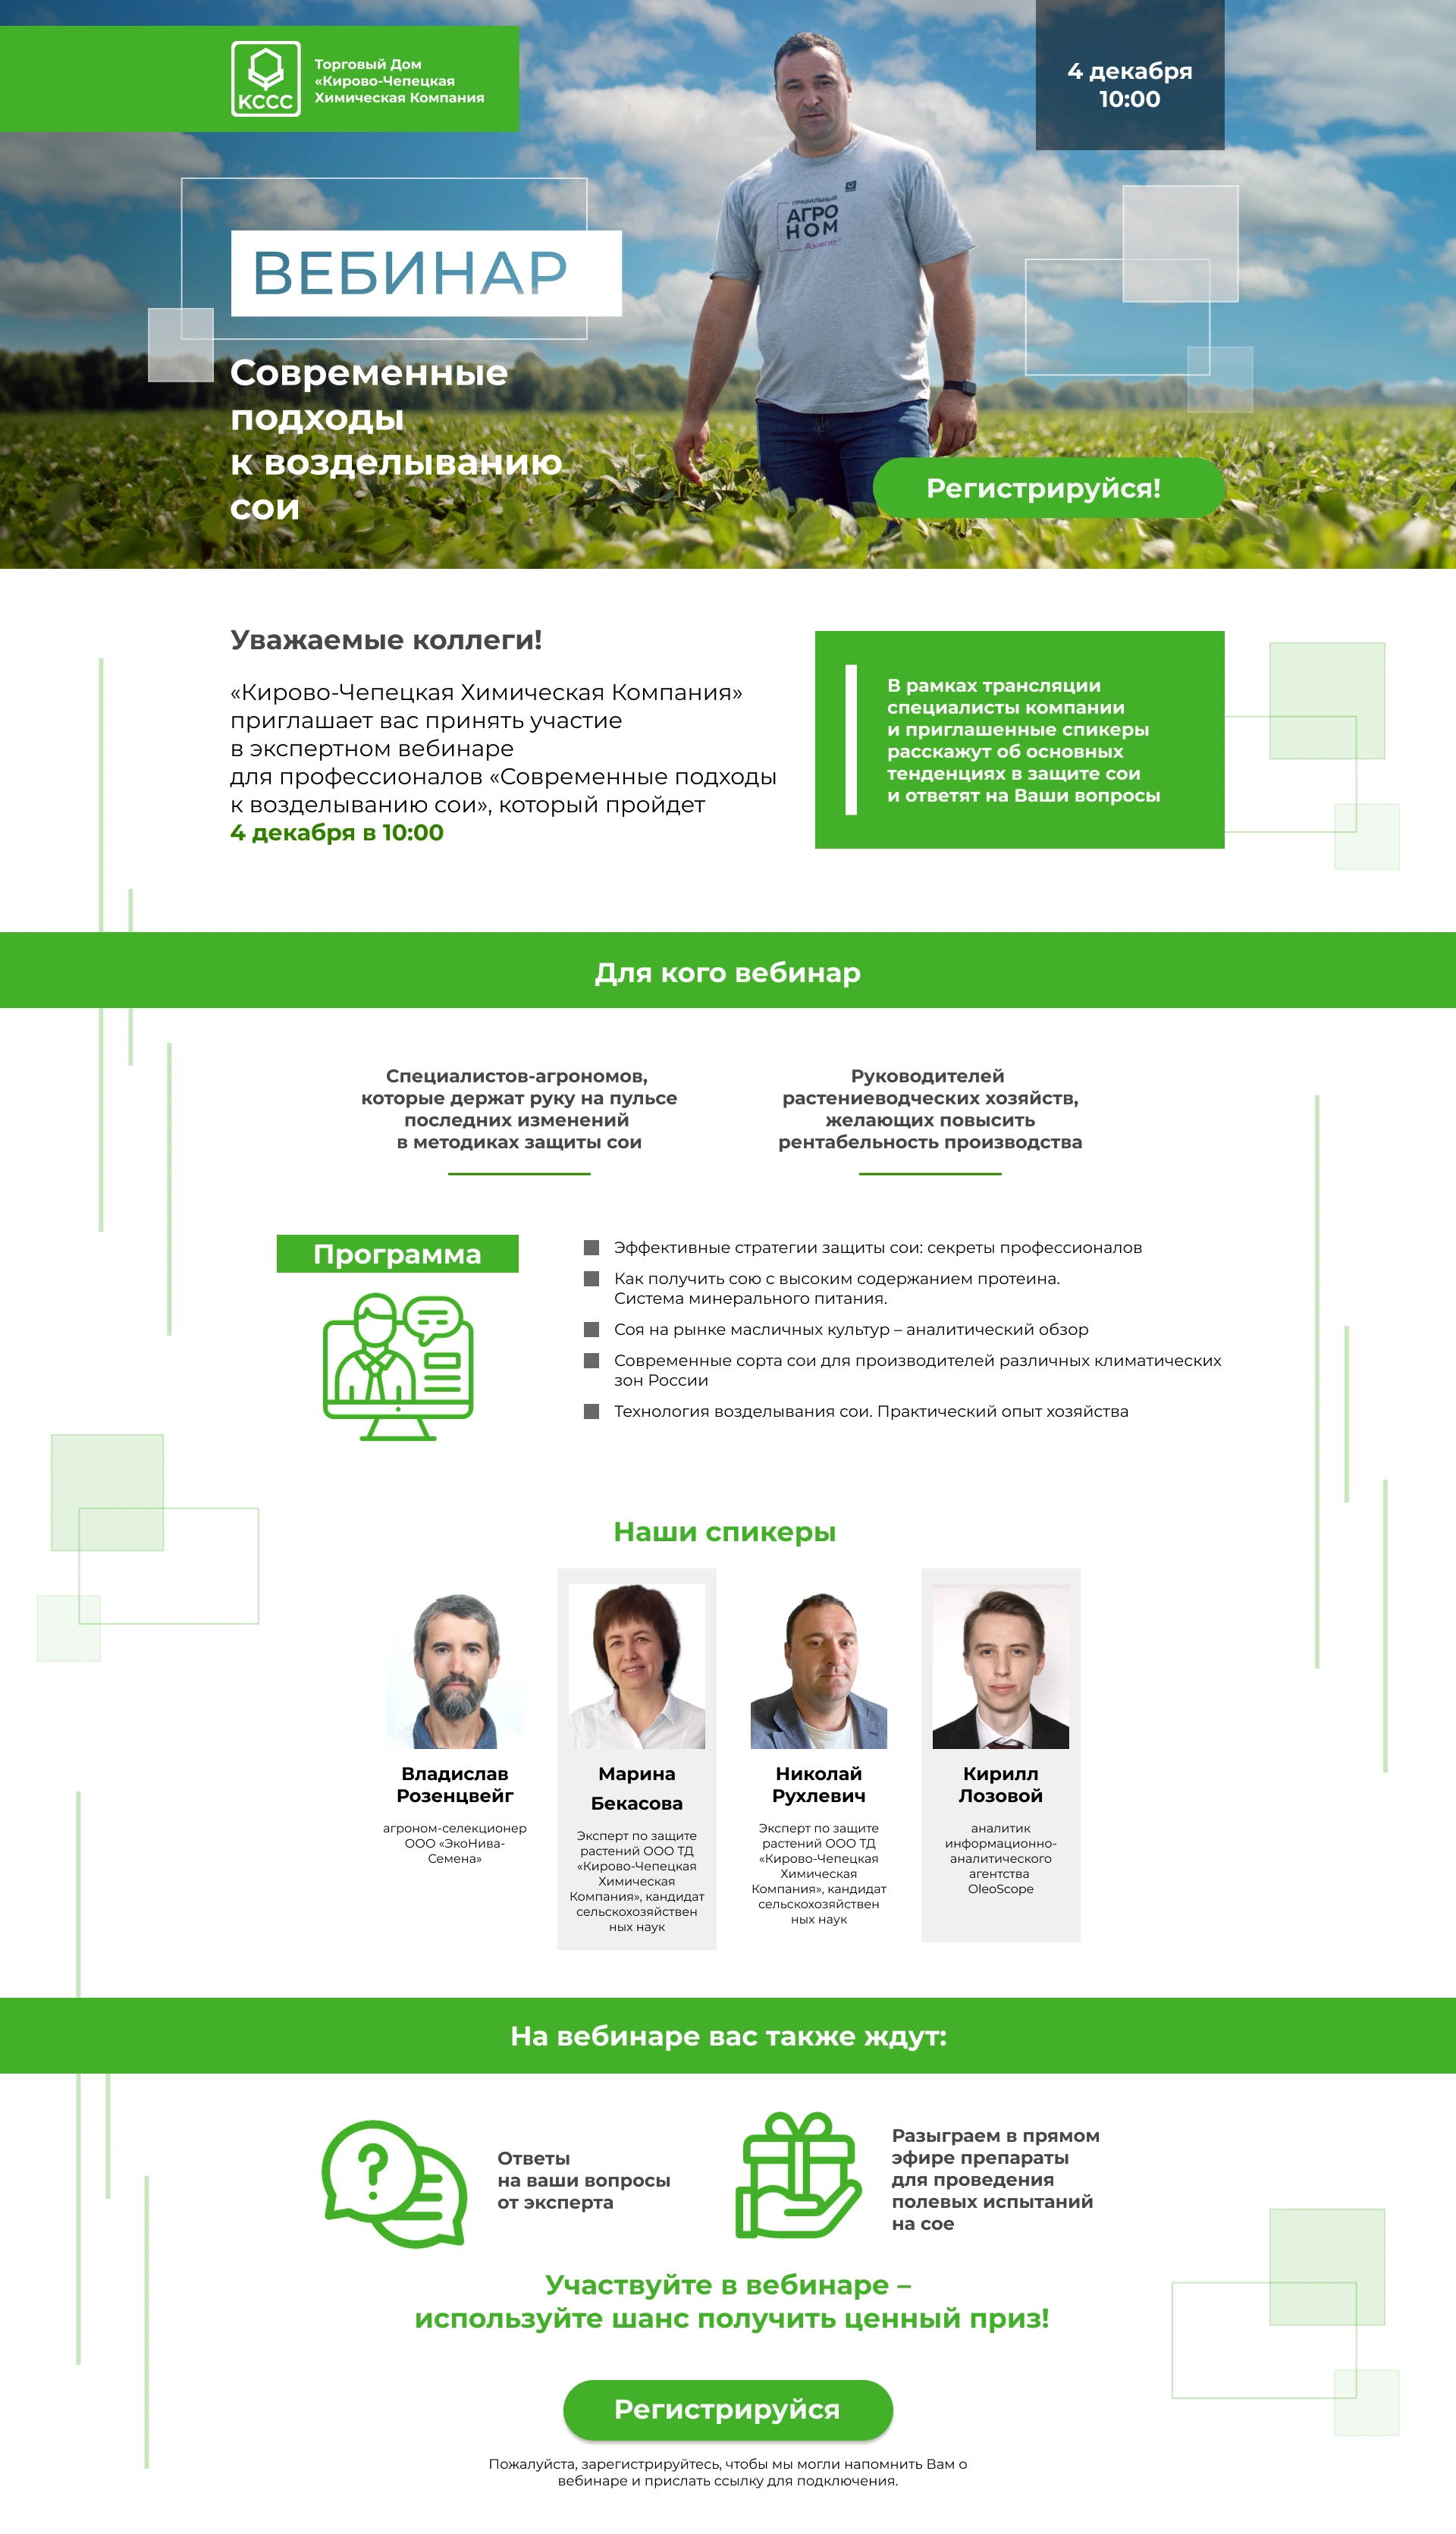 КССС
Торговый Дом
«Кирово-Чепецкая
Химическая Компания
4 декабря
10:00
ПРАВИЛЬНЫЙ
АГРО
НОМ
Азоксит
ВЕБИНАР
Современные
подходы
к возделыванию
сои
Регистрируйся!
Уважаемые коллеги!
«Кирово-Чепецкая Химическая Компания»
приглашает вас принять участие
в экспертном вебинаре
для профессионалов «Современные подходы
к возделыванию сои», который пройдет
4 декабря в 10:00
В рамках трансляции
специалисты компании
и приглашенные спикеры
расскажут об основных
тенденциях в защите сои
и ответят на Ваши вопросы
Для кого вебинар
Специалистов-агрономов,
которые держат руку на пульсе
последних изменений
в методиках защиты сои
Руководителей
растениеводческих хозяйств,
желающих повысить
рентабельность производства
Программа
Эффективные стратегии защиты сои: секреты профессионалов
Как получить сою с высоким содержанием протеина.
Система минерального питания.
Соя на рынке масличных культур – аналитический обзор
Современные сорта сои для производителей различных климатических
зон России
Технология возделывания сои. Практический опыт хозяйства
Наши спикеры
Владислав
Розенцвейг
агроном-селекционер
ООО «ЭкоНива-
Семена»
Марина
Бекасова
Эксперт по защите
растений ООО ТД
«Кирово-Чепецкая
Химическая
Компания», кандидат
сельскохозяйствен
ных наук
Николай
Рухлевич
Эксперт по защите
растений ООО ТД
«Кирово-Чепецкая
Химическая
Компания», кандидат
сельскохозяйствен
ных наук
Кирилл
Лозовой
аналитик
информационно-
аналитического
агентства
OleoScope
На вебинаре вас также ждут:
Ответы
на ваши вопросы
от эксперта
Разыграем в прямом
эфире препараты
для проведения
полевых испытаний
на сое
Участвуйте в вебинаре –
используйте шанс получить ценный приз!
Регистрируйся
Пожалуйста, зарегистрируйтесь, чтобы мы могли напомнить Вам о
вебинаре и прислать ссылку для подключения.